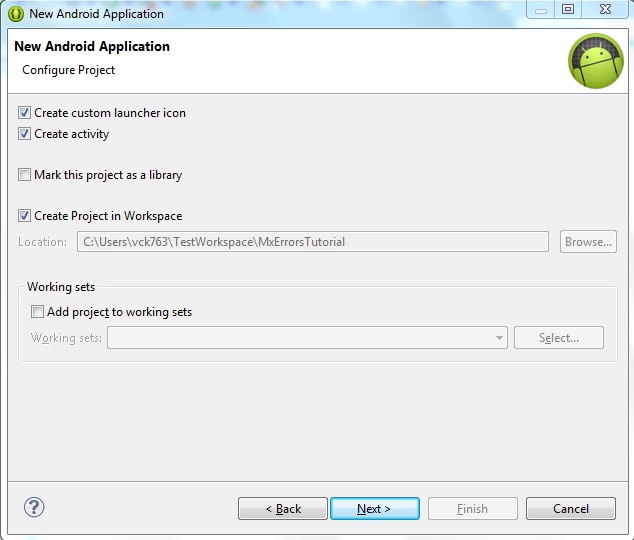 New Android Application
New Android Application
Configure Project
Create custom launcher icon
Create activity
Mark this project as a library
Create Project in Workspace
Location: C:\Users\vck763\TestWorkspace\MxErrorsTutorial Browse...
Working sets
Add project to working sets
Working sets: Select...
? < Back Next > Finish Cancel